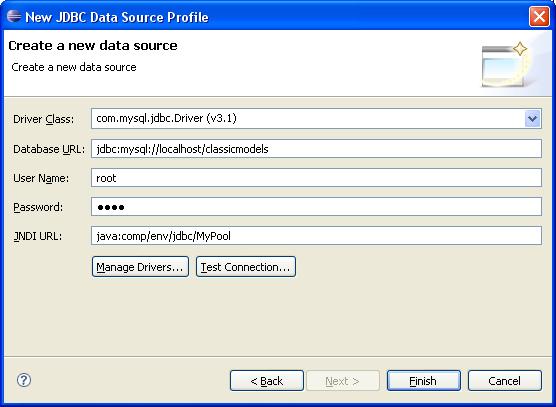 New JDBC Data Source Profile
Create a new data source
Create a new data source
Driver Class: com.mysql.jdbc.Driver (v3.1)
Database URL: jdbc:mysql://localhost/classicmodels
User Name: root
Password: ●●●●
JNDI URL: java:comp/env/jdbc/MyPool
Manage Drivers... Test Connection...
? < Back Next > Finish Cancel